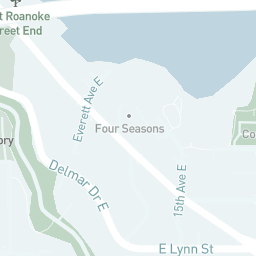 t Roanoke
reet End
Everett Ave E
Four Seasons
Co
ory
Delmar Dr E
15th Ave E
E Lynn St